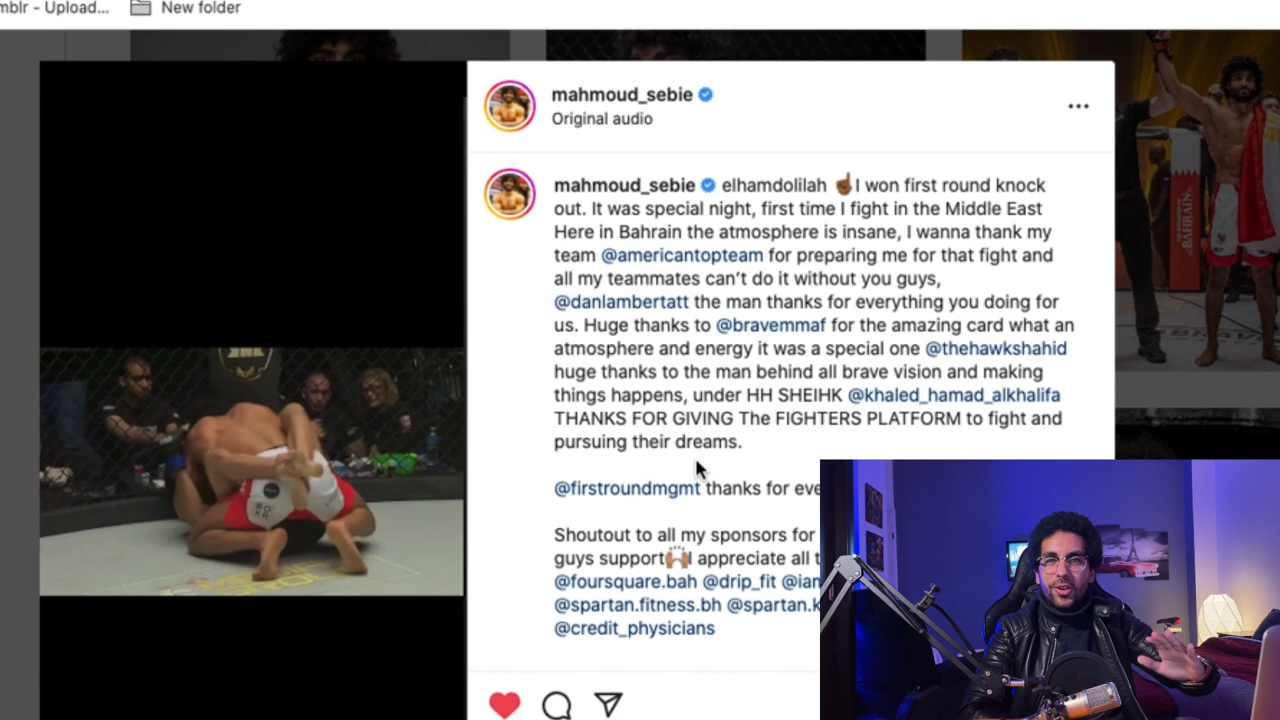 mblr - Upload...
New folder
mahmoud_sebie
Original audio
mahmoud_sebie elhamdolilah ☝🏾I won first round knock
out. It was special night, first time I fight in the Middle East
Here in Bahrain the atmosphere is insane, I wanna thank my
team @americantopteam for preparing me for that fight and
all my teammates can't do it without you guys,
@danlambertatt the man thanks for everything you doing for
us. Huge thanks to @bravemmaf for the amazing card what an
atmosphere and energy it was a special one @thehawkshahid
huge thanks to the man behind all brave vision and making
things happens, under HH SHEIHK @khaled_hamad_alkhalifa
THANKS FOR GIVING The FIGHTERS PLATFORM to fight and
pursuing their dreams.
@firstroundmgmt thanks for eve
Shoutout to all my sponsors for
guys support🙌🏽I appreciate all t
@foursquare.bah @drip_fit @ian
@spartan.fitness.bh @spartan.k
@credit_physicians
BAHRAIN